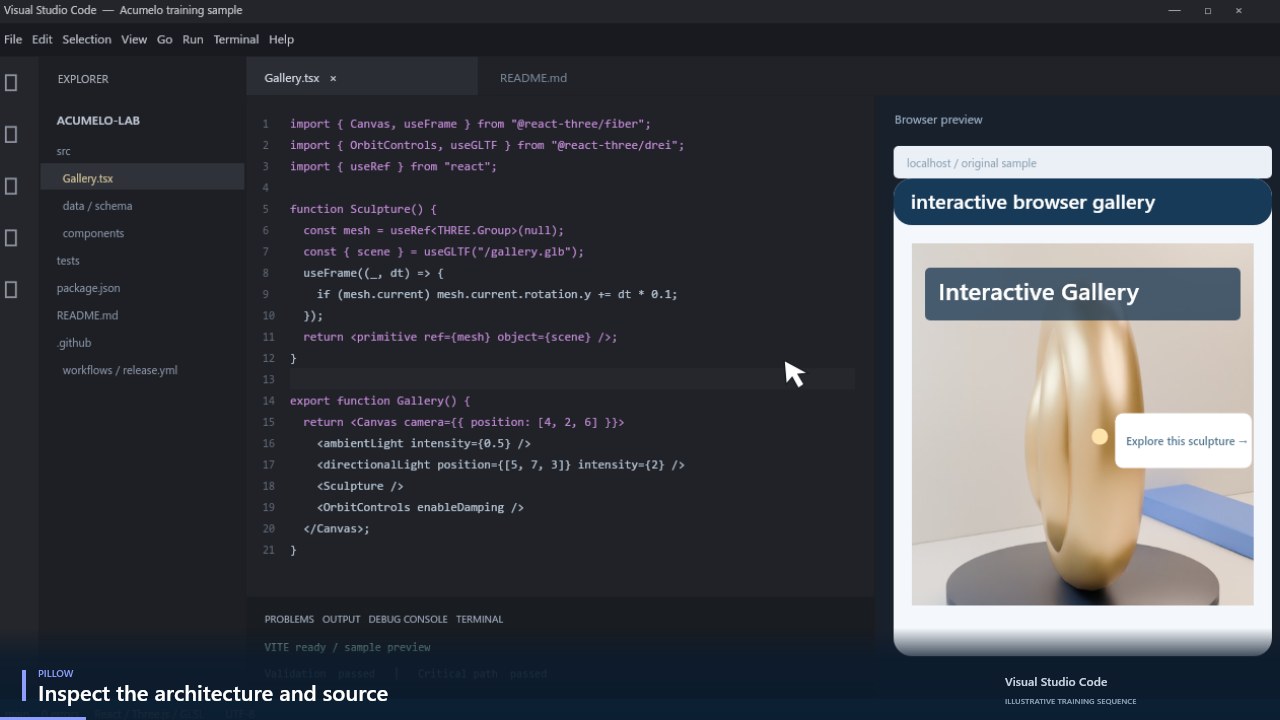 Visual Studio Code — Acumelo training sample
File Edit Selection View Go Run Terminal Help
EXPLORER
ACUMELO-LAB
src
Gallery.tsx
data / schema
components
tests
package.json
README.md
.github
workflows / release.yml
Gallery.tsx ×
README.md
1 import { Canvas, useFrame } from "@react-three/fiber";
2 import { OrbitControls, useGLTF } from "@react-three/drei";
3 import { useRef } from "react";
4
5 function Sculpture() {
6 const mesh = useRef<THREE.Group>(null);
7 const { scene } = useGLTF("/gallery.glb");
8 useFrame((_, dt) => {
9 if (mesh.current) mesh.current.rotation.y += dt * 0.1;
10 });
11 return <primitive ref={mesh} object={scene} />;
12 }
13
14 export function Gallery() {
15 return <Canvas camera={{ position: [4, 2, 6] }}>
16 <ambientLight intensity={0.5} />
17 <directionalLight position={[5, 7, 3]} intensity={2} />
18 <Sculpture />
19 <OrbitControls enableDamping />
20 </Canvas>;
21 }
PROBLEMS OUTPUT DEBUG CONSOLE TERMINAL
VITE ready / sample preview
Validation passed | Critical path passed
Browser preview
localhost / original sample
interactive browser gallery
Interactive Gallery
Explore this sculpture →
PILLOW
Inspect the architecture and source
Visual Studio Code
ILLUSTRATIVE TRAINING SEQUENCE